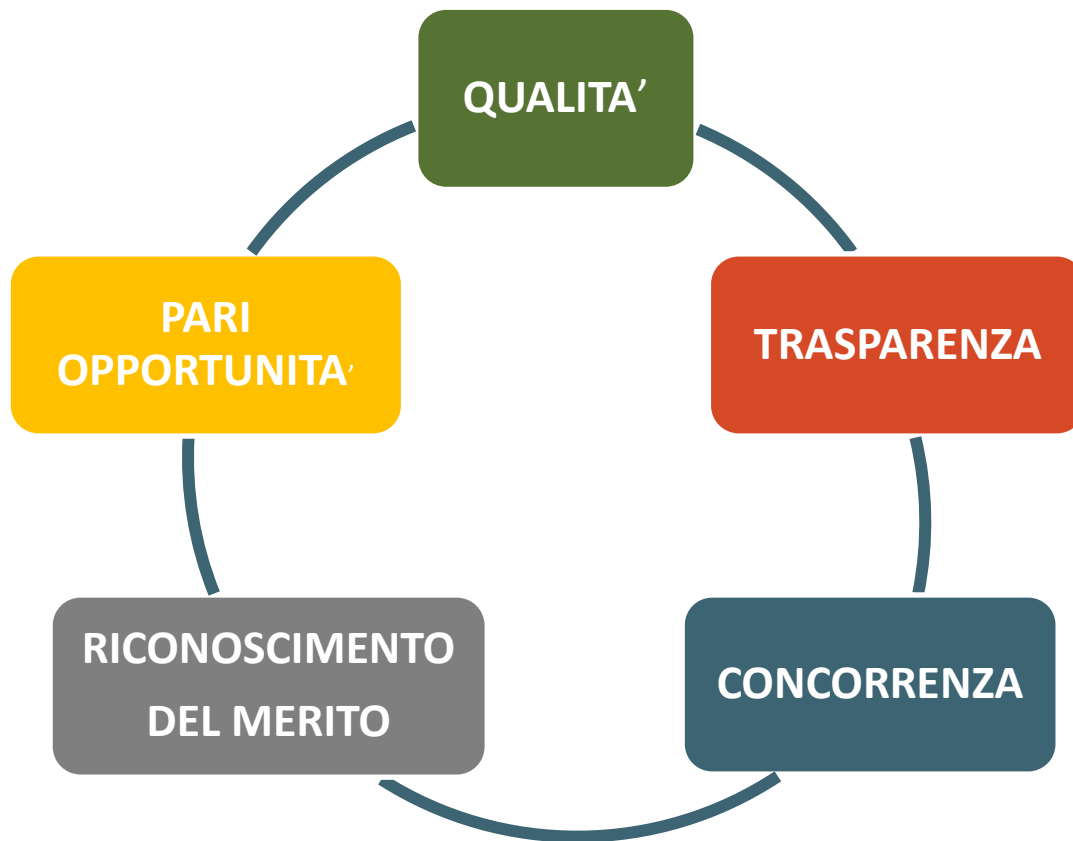 QUALITA’
TRASPARENZA
CONCORRENZA
RICONOSCIMENTO
DEL MERITO
PARI
OPPORTUNITA’